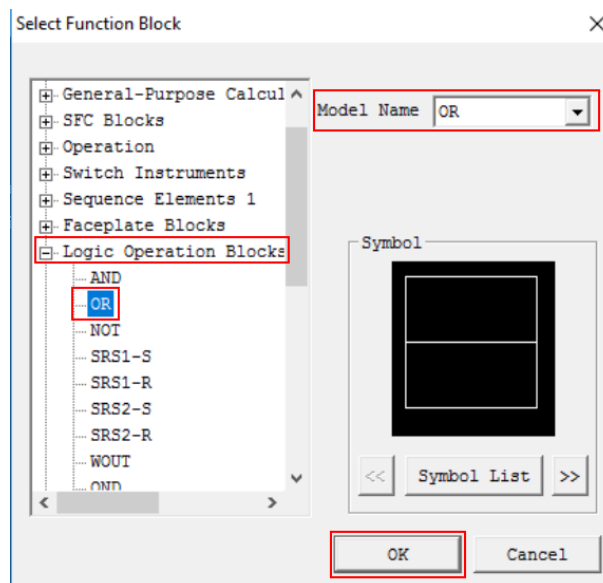 Select Function Block
General-Purpose Calcul
SFC Blocks
Operation
Switch Instruments
Sequence Elements 1
Faceplate Blocks
Logic Operation Blocks
AND
OR
NOT
SRS1-S
SRS1-R
SRS2-S
SRS2-R
WOUT
OND
Model Name OR
Symbol
<< Symbol List >>
OK Cancel